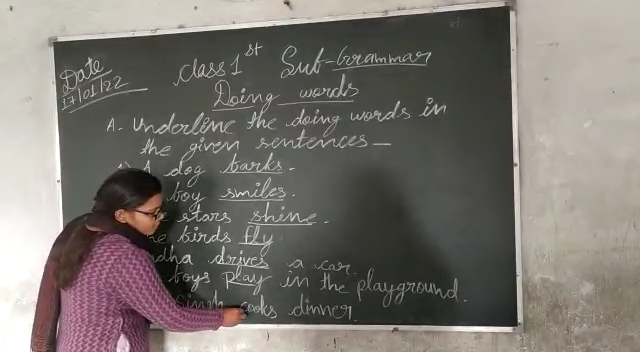 Date
17/01/22
Class 1st Sub-Grammar
Doing words
A. Underline the doing words in
the given sentences –
A dog barks.
boy smiles.
stars shine.
birds fly
drives a car.
boys play in the playground.
cooks dinner.